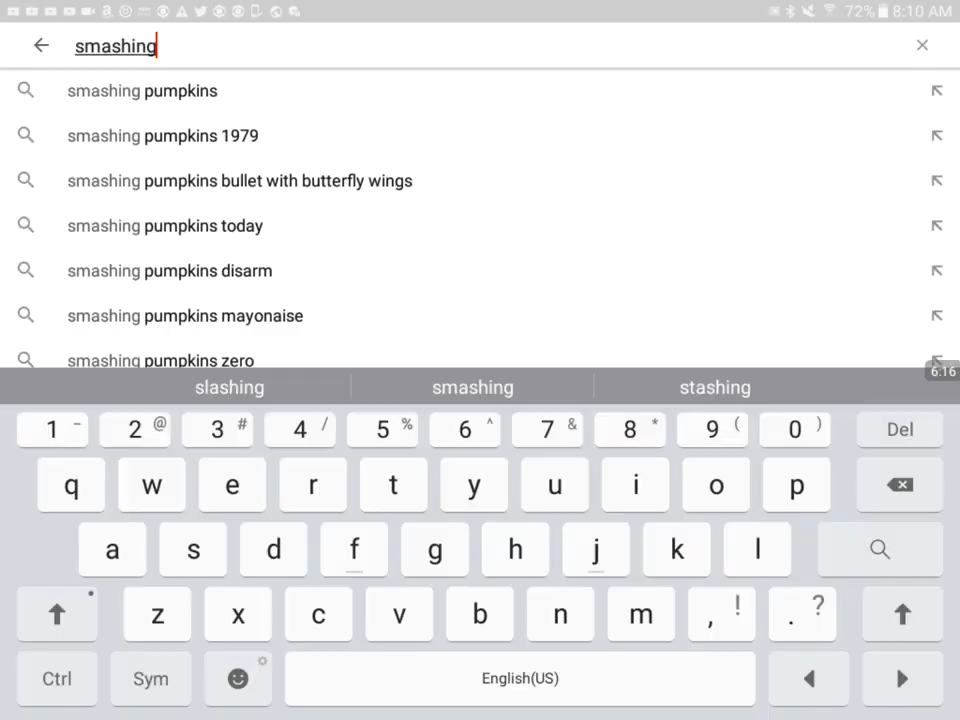 72% 8:10 AM
smashing
smashing pumpkins
smashing pumpkins 1979
smashing pumpkins bullet with butterfly wings
smashing pumpkins today
smashing pumpkins disarm
smashing pumpkins mayonaise
smashing pumpkins zero
6:16
slashing smashing stashing
1 - 2 @ 3 # 4 / 5 % 6 ^ 7 & 8 * 9 ( 0 ) Del
q w e r t y u i o p
a s d f g h j k l
z x c v b n m , ! . ?
Ctrl Sym English(US)